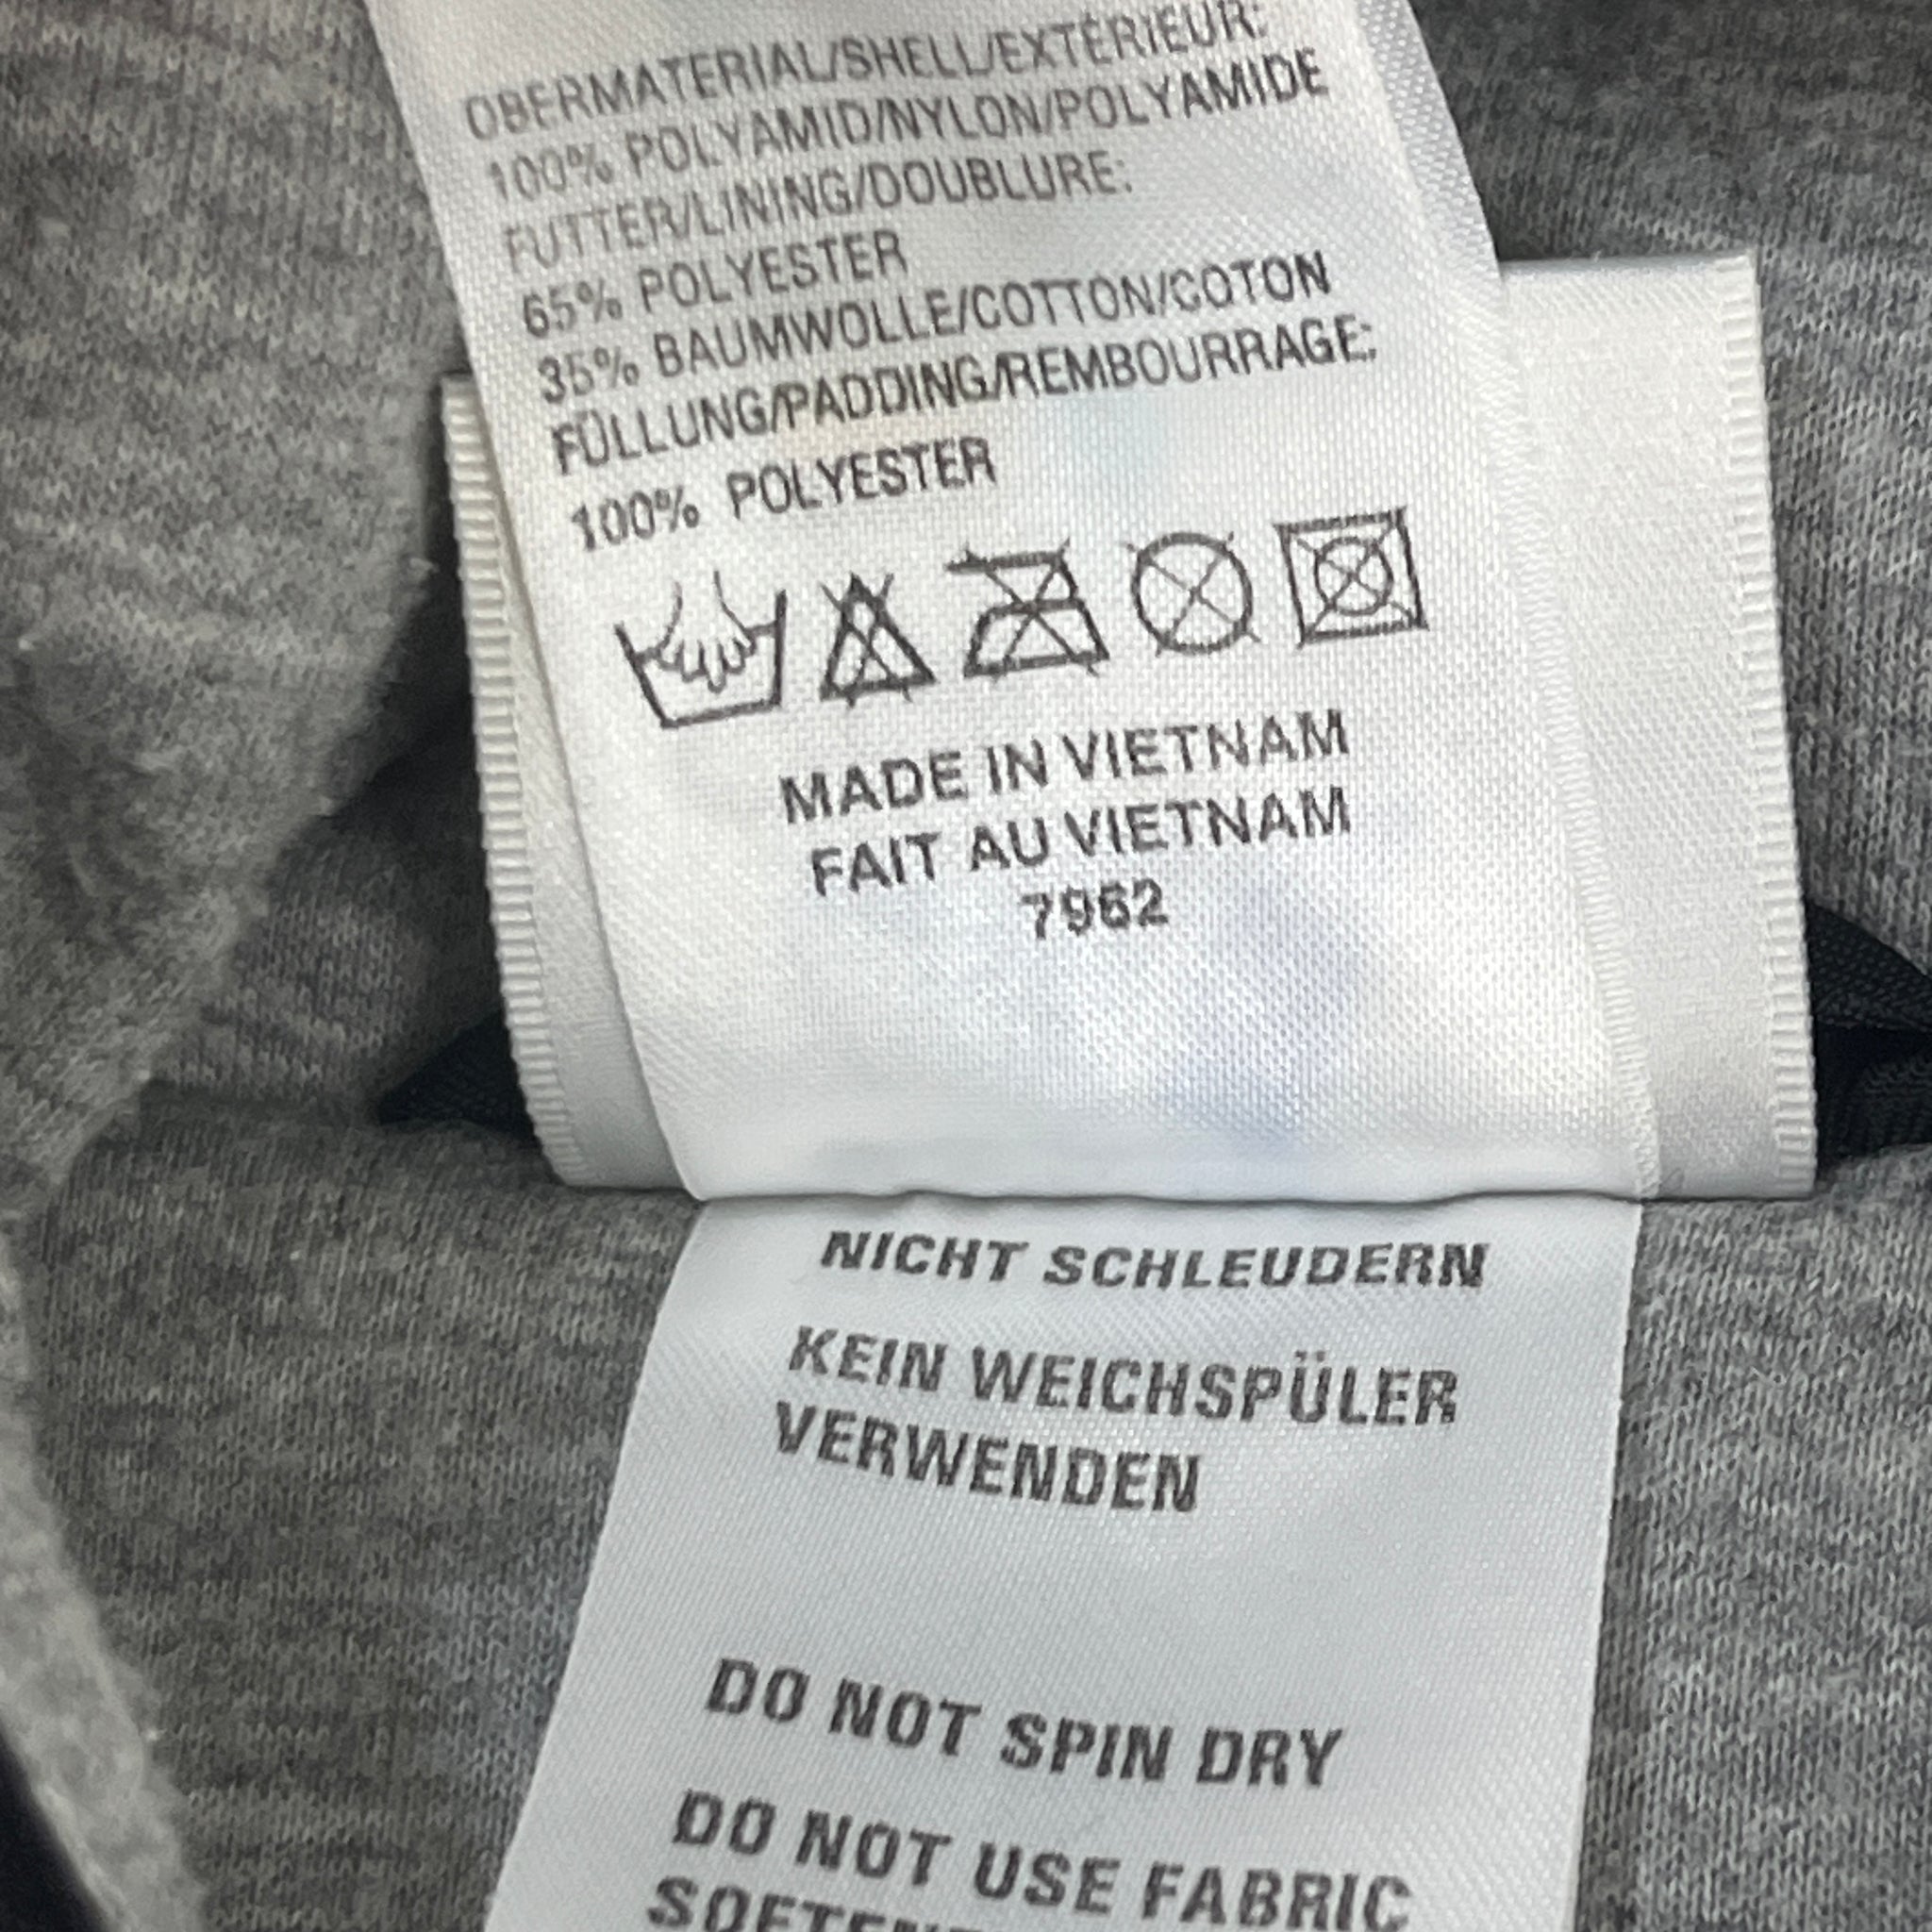 OBERMATERIAL/SHELL/EXTÉRIEUR:
100% POLYAMID/NYLON/POLYAMIDE
FUTTER/LINING/DOUBLURE:
65% POLYESTER
35% BAUMWOLLE/COTTON/COTON
FÜLLUNG/PADDING/REMBOURRAGE:
100% POLYESTER
MADE IN VIETNAM
FAIT AU VIETNAM
7962
NICHT SCHLEUDERN
KEIN WEICHSPÜLER
VERWENDEN
DO NOT SPIN DRY
DO NOT USE FABRIC